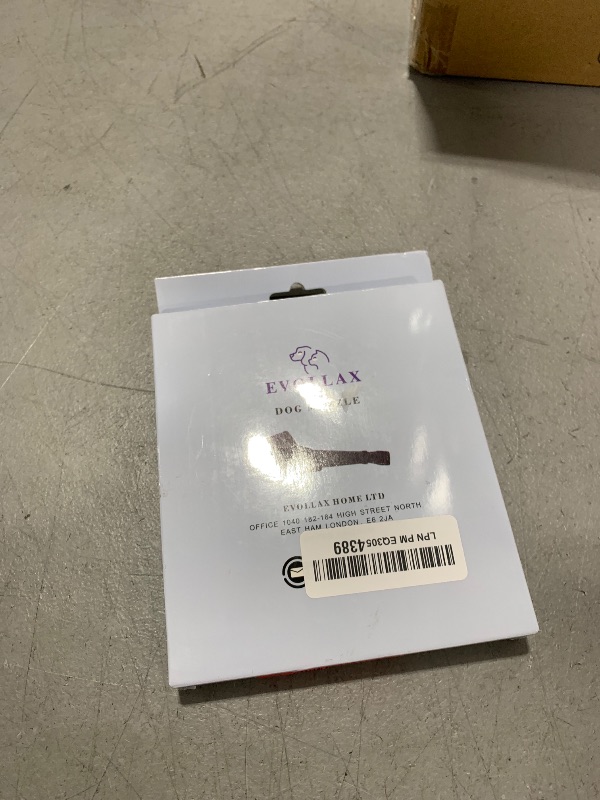 EVOLLAX
DOG MUZZLE
EVOLLAX HOME LTD
OFFICE 1040 182-184 HIGH STREET NORTH
EAST HAM LONDON, E6 2JA
LPN PM EQ3054389